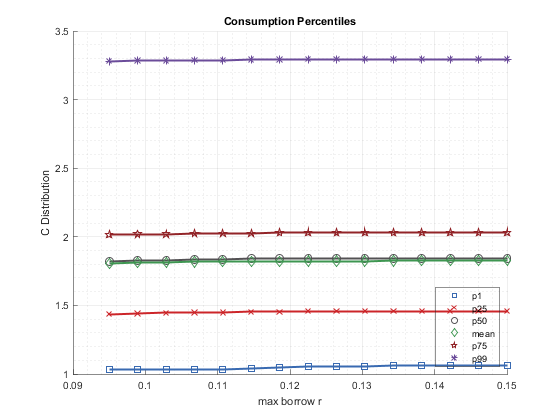 Consumption Percentiles
3.5
3
2.5
2
1.5
1
C Distribution
0.09
0.1
0.11
0.12
0.13
0.14
0.15
max borrow r
p1
p25
p50
mean
p75
p99